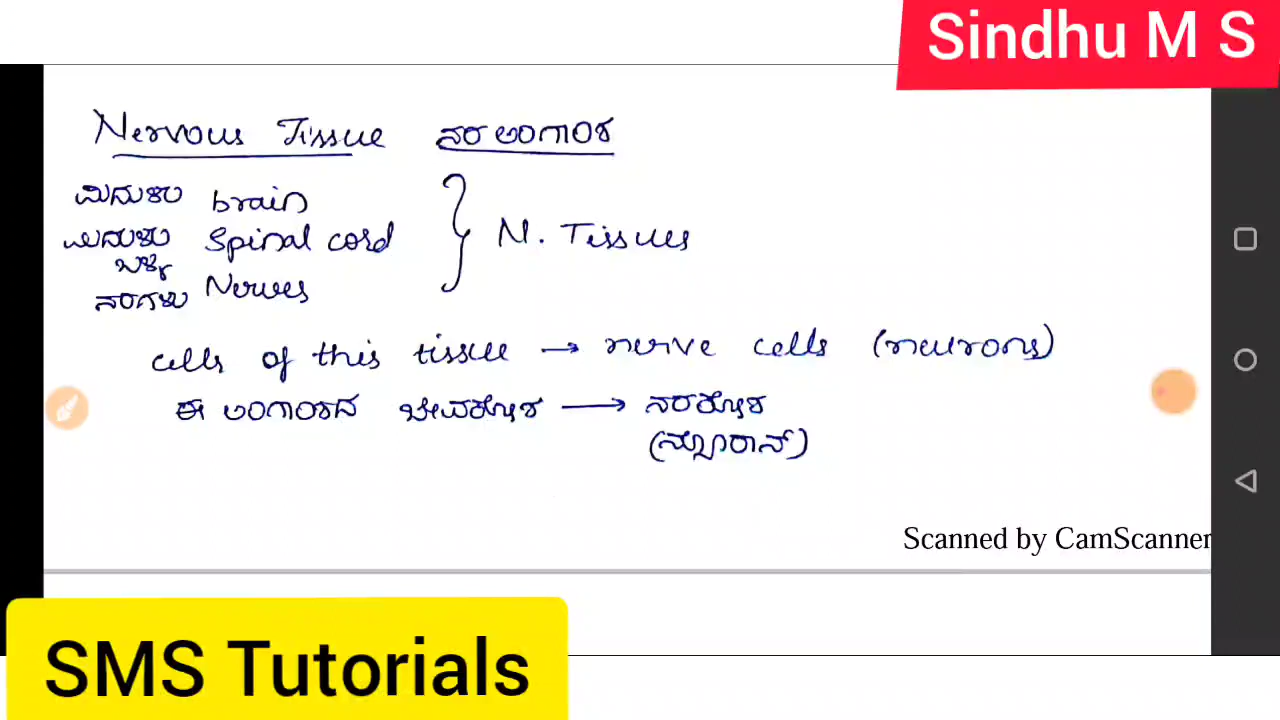 Sindhu M S
Nervous Tissue ನರ ಅಂಗಾಂಶ
ಮಿದುಳು brain
ಮಿದುಳು Spinal cord } N. Tissues
ಬಳ್ಳಿ
ನರಗಳು Nerves
cells of this tissue → nerve cells (neurons)
ಈ ಅಂಗಾಂಶದ ಜೀವಕೋಶ → ನರಕೋಶ
(ನ್ಯೂರಾನ್)
Scanned by CamScanner
SMS Tutorials